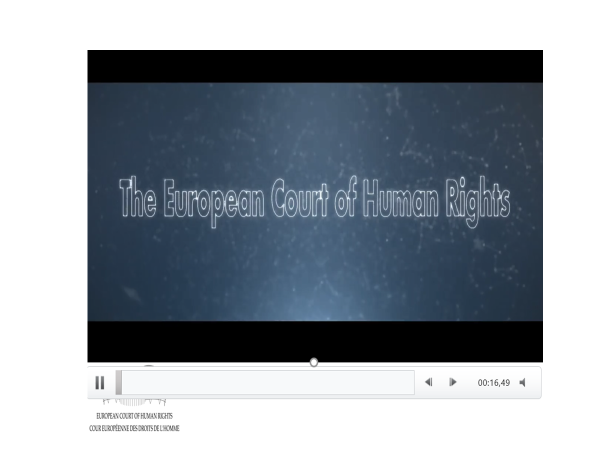 The European Court of Human Rights
00:16,49
EUROPEAN COURT OF HUMAN RIGHTS
COUR EUROPÉENNE DES DROITS DE L'HOMME